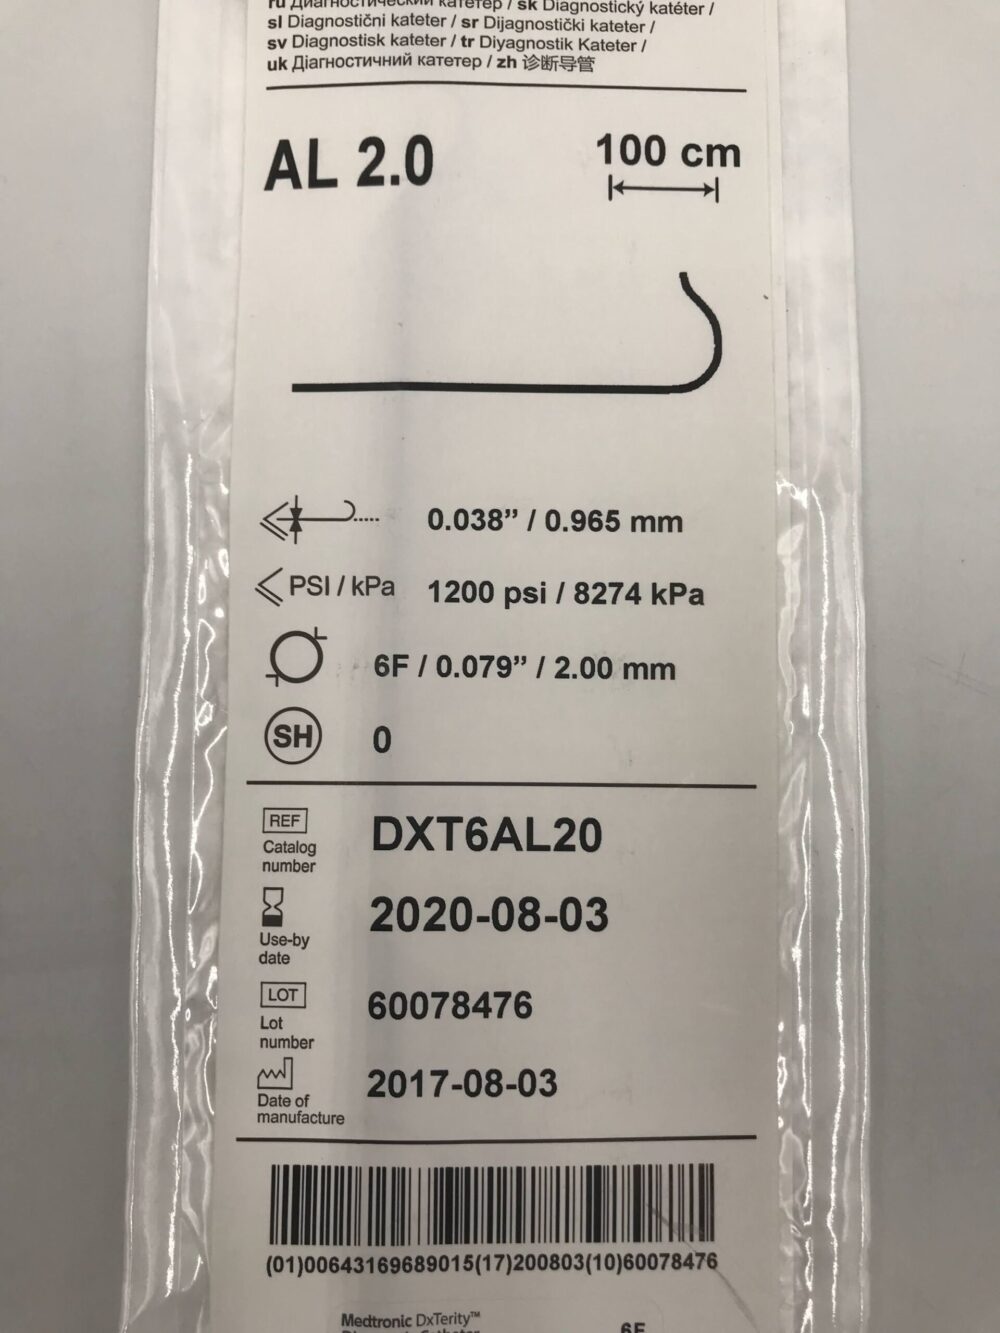 ru Диагностический катетер / sk Diagnostický katéter /
sl Diagnostični kateter / sr Dijagnostički kateter /
sv Diagnostisk kateter / tr Diyagnostik Kateter /
uk Діагностичний катетер / zh 诊断导管
AL 2.0
100 cm
0.038” / 0.965 mm
PSI / kPa 1200 psi / 8274 kPa
6F / 0.079” / 2.00 mm
SH 0
REF DXT6AL20
Catalog
number
2020-08-03
Use-by
date
LOT 60078476
Lot
number
2017-08-03
Date of
manufacture
(01)00643169689015(17)200803(10)60078476
Medtronic DxTerity™
6F